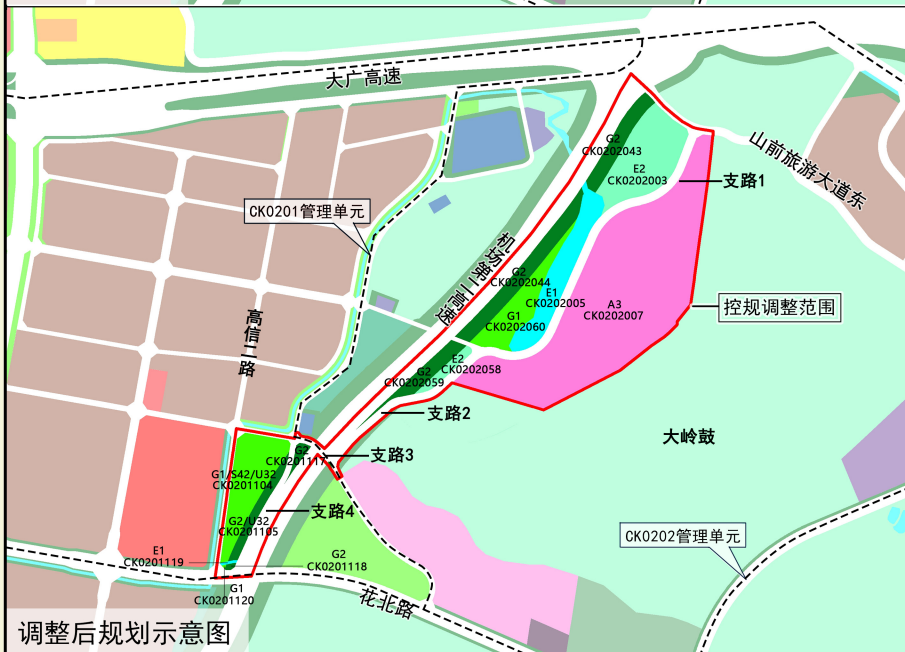 大广高速
山前旅游大道东
G2
CK0202043
E2
CK0202003
支路1
CK0201管理单元
机场第二高速
G2
CK0202044
E1
CK0202005
A3
CK0202007
控规调整范围
G1
CK0202060
高信二路
E2
CK0202058
G2
CK0202059
支路2
大岭鼓
G2
CK0201117
支路3
G1/S42/U32
CK0201104
支路4
G2/U32
CK0201105
CK0202管理单元
E1
CK0201119
G2
CK0201118
G1
CK0201120
花北路
调整后规划示意图